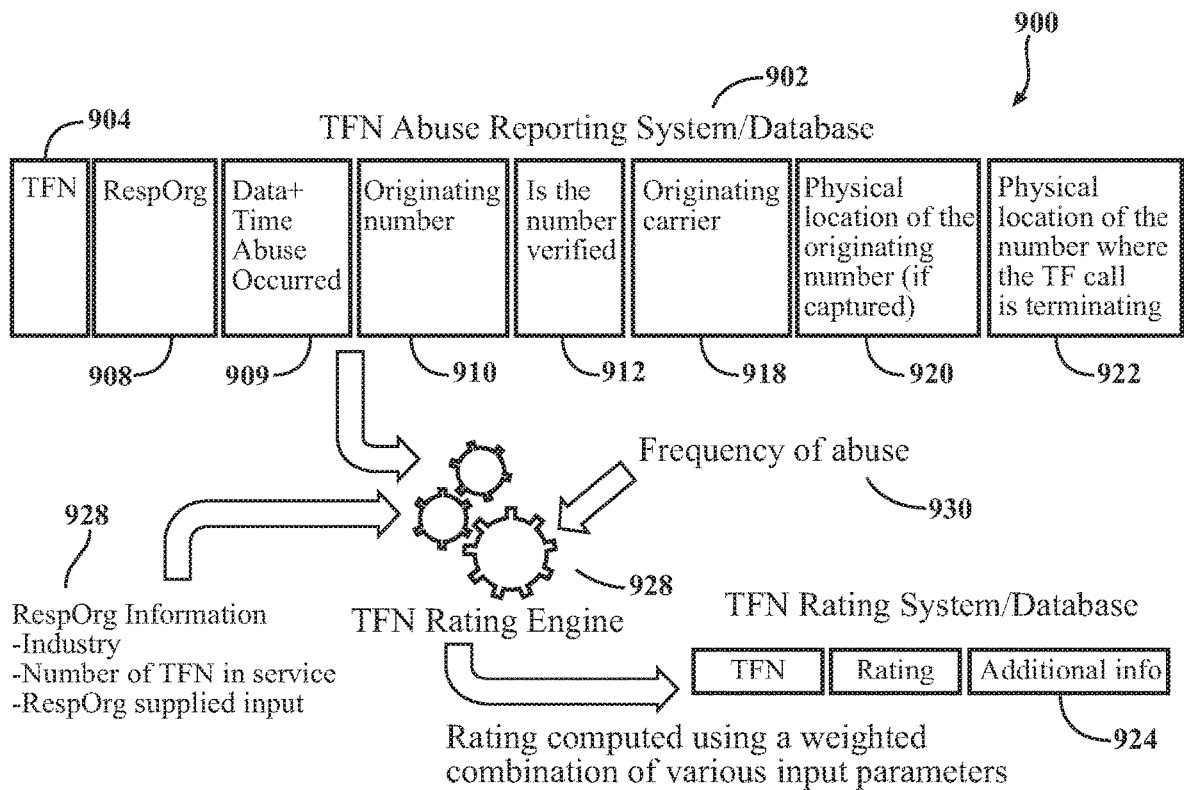 900
902
904
TFN Abuse Reporting System/Database
TFN
RespOrg
Data+
Time
Abuse
Occurred
Originating
number
Is the
number
verified
Originating
carrier
Physical
location of the
originating
number (if
captured)
Physical
location of the
number where
the TF call
is terminating
908
909
910
912
918
920
922
Frequency of abuse
930
928
RespOrg Information
-Industry
-Number of TFN in service
-RespOrg supplied input
928
TFN Rating Engine
TFN Rating System/Database
TFN
Rating
Additional info
924
Rating computed using a weighted
combination of various input parameters